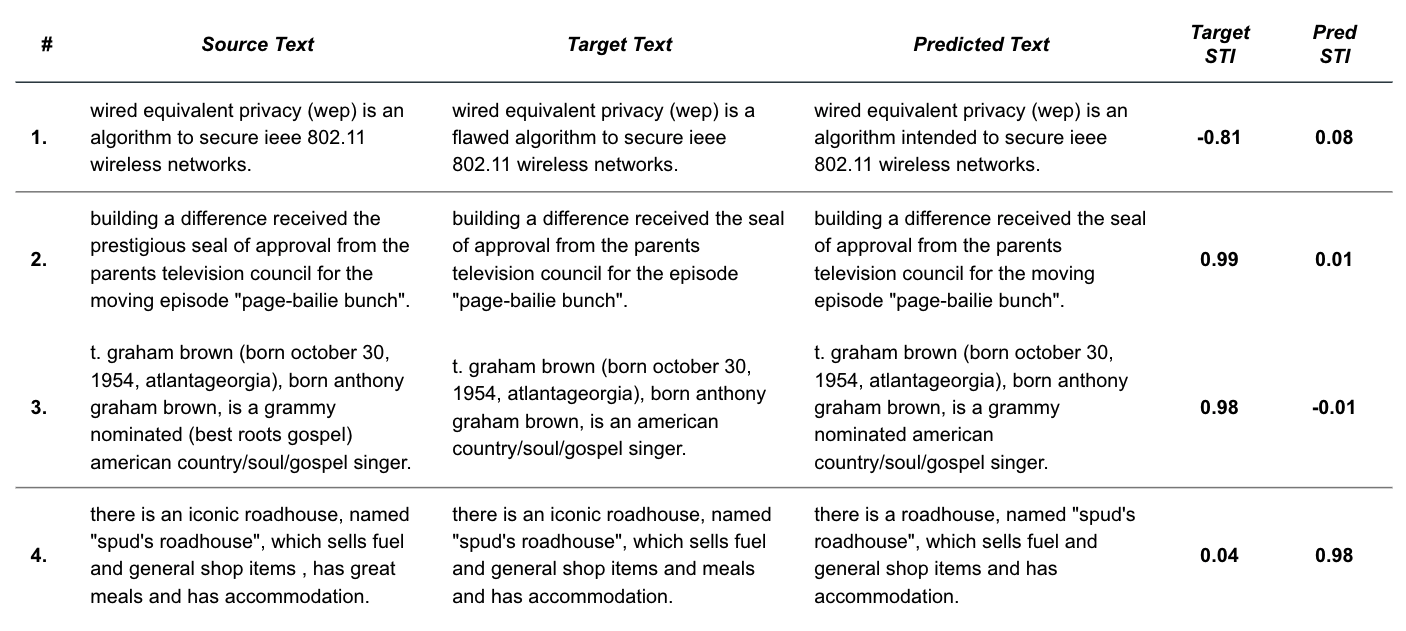 # Source Text Target Text Predicted Text Target STI Pred STI
1.
wired equivalent privacy (wep) is an
algorithm to secure ieee 802.11
wireless networks.
wired equivalent privacy (wep) is a
flawed algorithm to secure ieee
802.11 wireless networks.
wired equivalent privacy (wep) is an
algorithm intended to secure ieee
802.11 wireless networks.
-0.81
0.08
2.
building a difference received the
prestigious seal of approval from the
parents television council for the
moving episode "page-bailie bunch".
building a difference received the seal
of approval from the parents
television council for the episode
"page-bailie bunch".
building a difference received the seal
of approval from the parents
television council for the moving
episode "page-bailie bunch".
0.99
0.01
3.
t. graham brown (born october 30,
1954, atlantageorgia), born anthony
graham brown, is a grammy
nominated (best roots gospel)
american country/soul/gospel singer.
t. graham brown (born october 30,
1954, atlantageorgia), born anthony
graham brown, is an american
country/soul/gospel singer.
t. graham brown (born october 30,
1954, atlantageorgia), born anthony
graham brown, is a grammy
nominated american
country/soul/gospel singer.
0.98
-0.01
4.
there is an iconic roadhouse, named
"spud's roadhouse", which sells fuel
and general shop items , has great
meals and has accommodation.
there is an iconic roadhouse, named
"spud's roadhouse", which sells fuel
and general shop items and meals
and has accommodation.
there is a roadhouse, named "spud's
roadhouse", which sells fuel and
general shop items and has
accommodation.
0.04
0.98